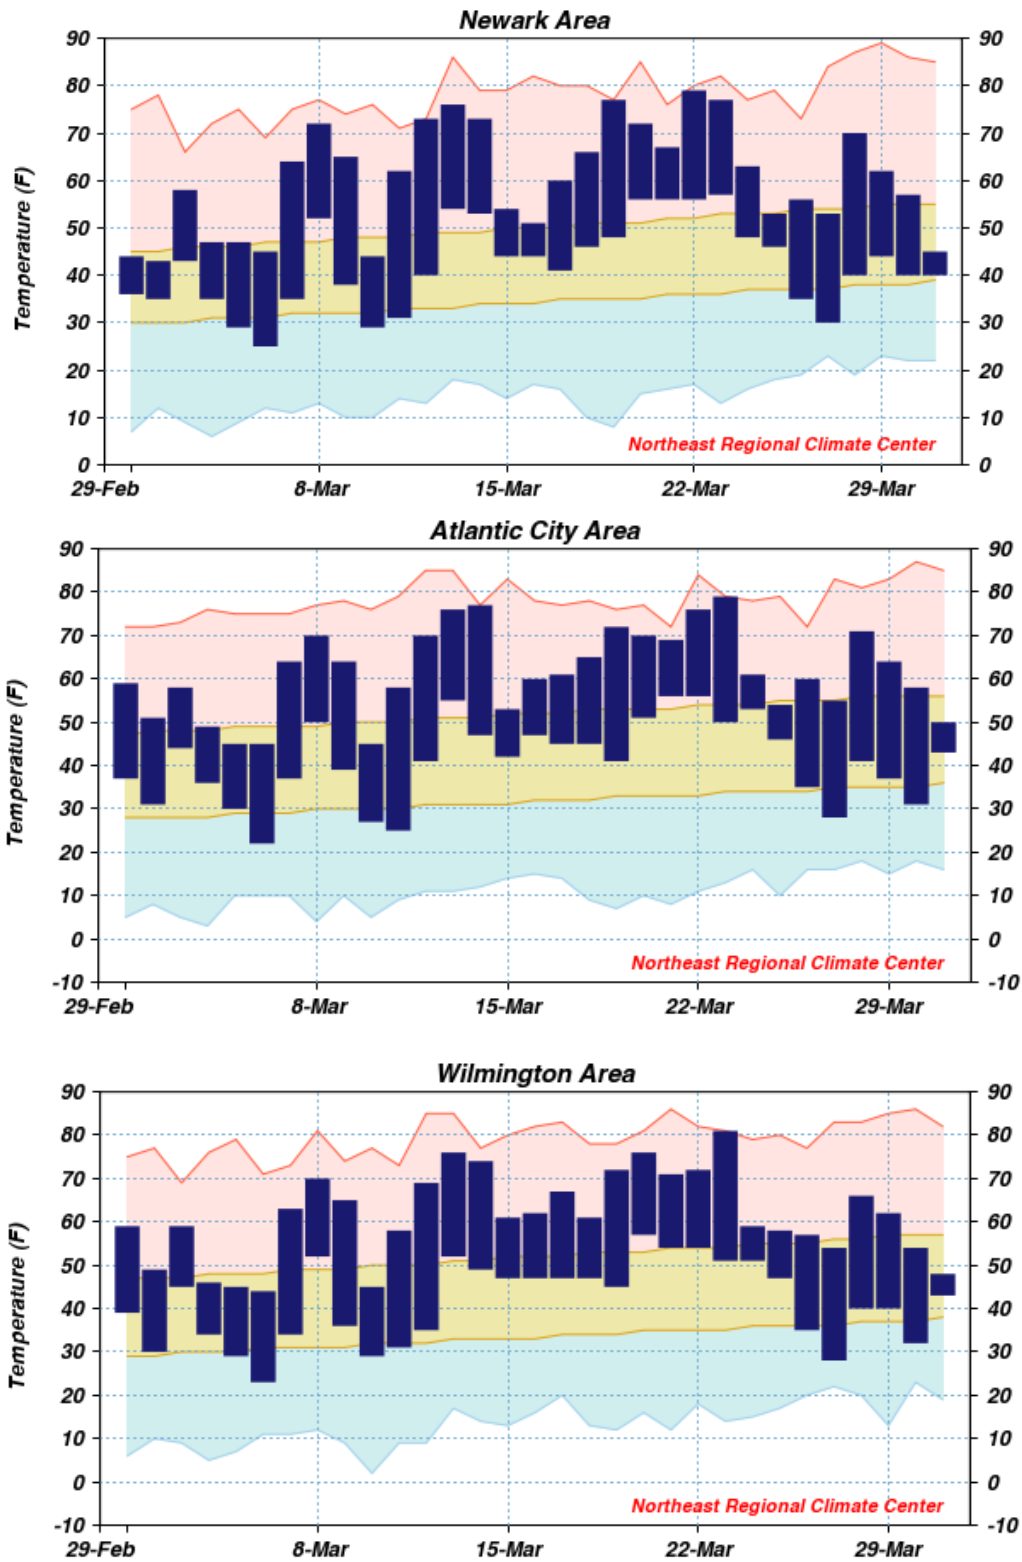 Newark Area
90 90
80 80
70 70
60 60
50 50
40 40
30 30
20 20
10 10
0 0
Temperature (F)
Northeast Regional Climate Center
29-Feb 8-Mar 15-Mar 22-Mar 29-Mar
Atlantic City Area
90 90
80 80
70 70
60 60
50 50
40 40
30 30
20 20
10 10
0 0
-10 -10
Temperature (F)
Northeast Regional Climate Center
29-Feb 8-Mar 15-Mar 22-Mar 29-Mar
Wilmington Area
90 90
80 80
70 70
60 60
50 50
40 40
30 30
20 20
10 10
0 0
-10 -10
Temperature (F)
Northeast Regional Climate Center
29-Feb 8-Mar 15-Mar 22-Mar 29-Mar